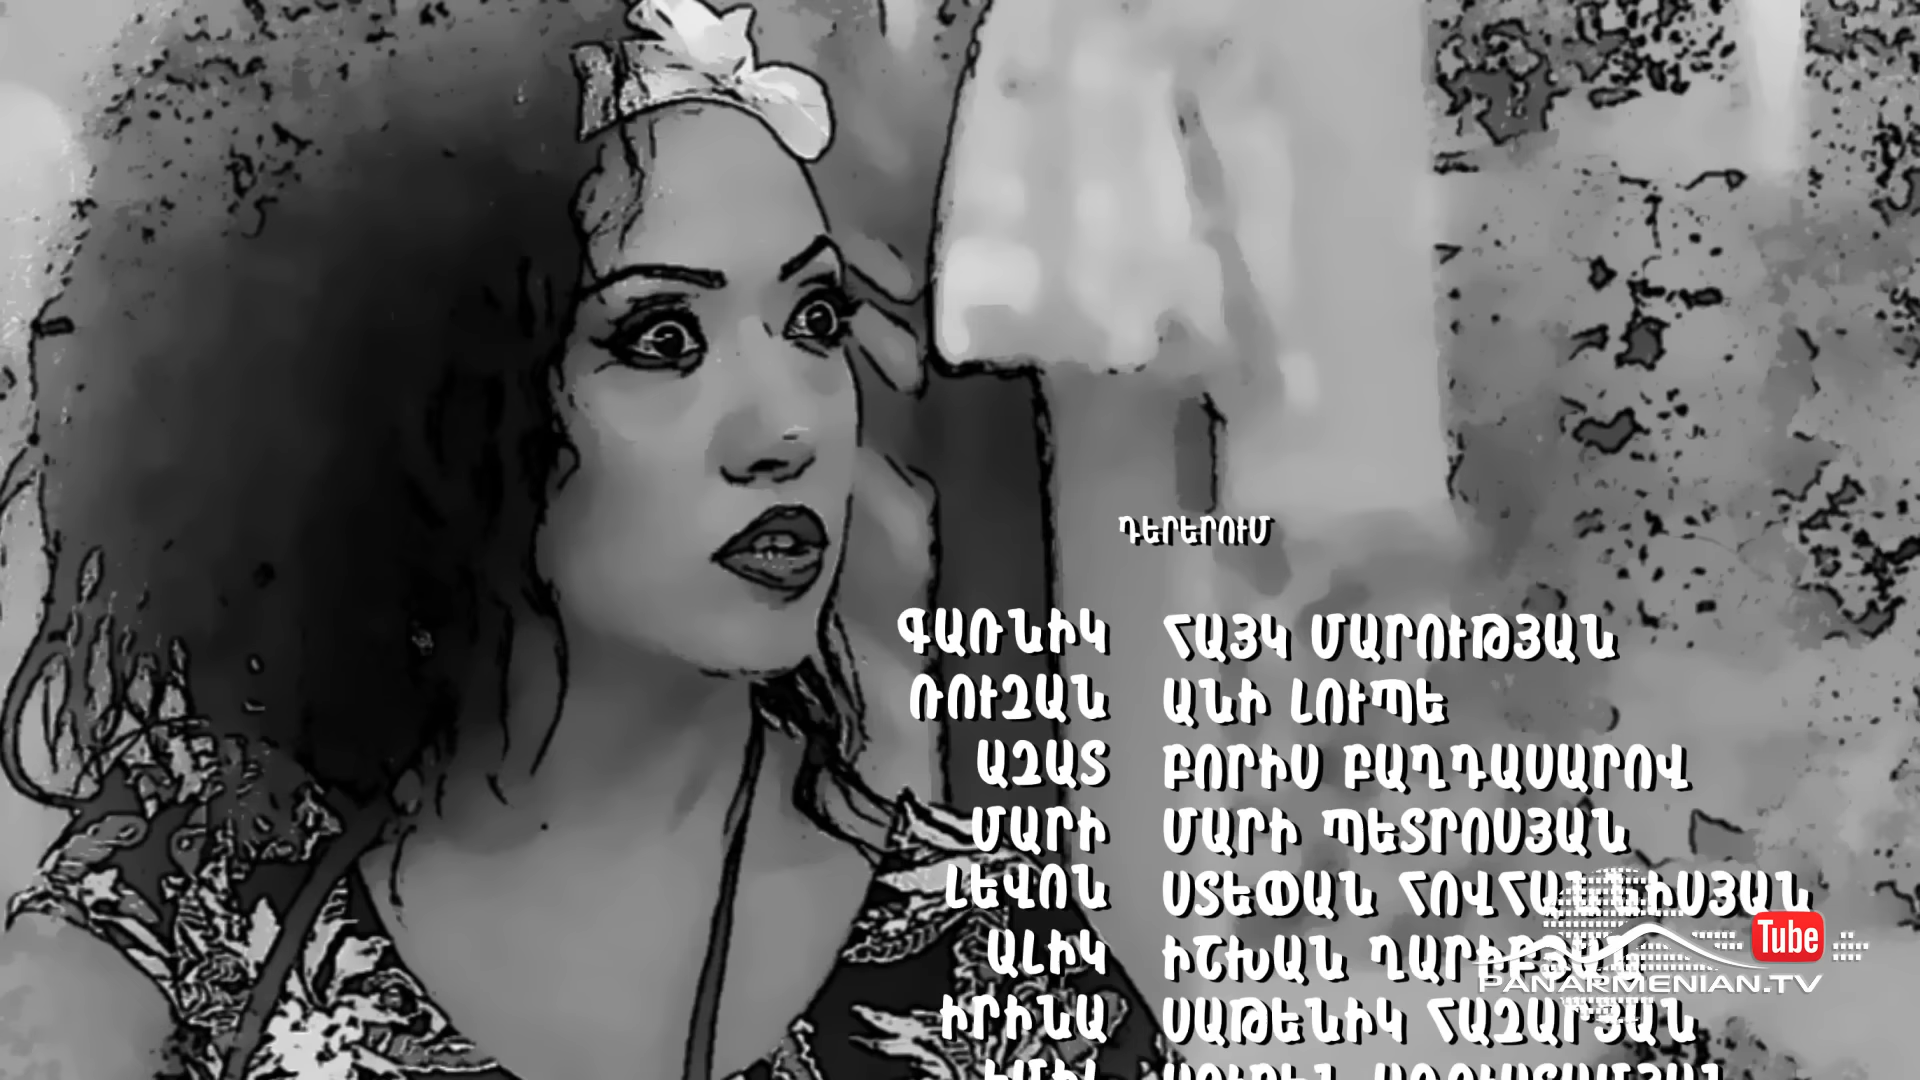 ԴԵՐԵՐՈՒՄ
ԳԱՌՆԻԿ ՀԱՅԿ ՄԱՐՈՒԹՅԱՆ
ՌՈՒԶԱՆ ԱՆԻ ԼՈՒՊԵ
ԱԶԱՏ ԲՈՐԻՍ ԲԱՂԴԱՍԱՐՈՎ
ՄԱՐԻ ՄԱՐԻ ՊԵՏՐՈՍՅԱՆ
ԼԵՎՈՆ ՍՏԵՓԱՆ
ԱԼԻԿ ԻՇԽԱՆ ՂԱՐԻԲՅԱՆ
Tube
PANARMENIAN.TV
ԻՐԻՆԱ ՍԱԹԵՆԻԿ ՀԱԶԱՐՅԱՆ